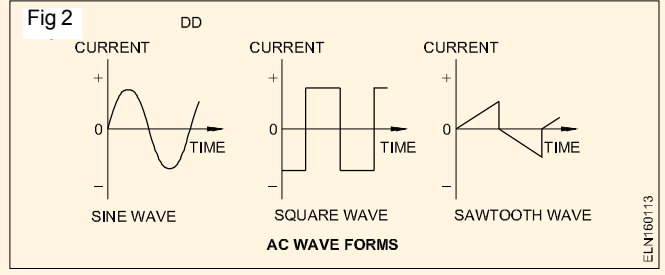 Fig 2
DD
CURRENT
+
0
TIME
–
SINE WAVE
CURRENT
+
0
TIME
–
SQUARE WAVE
CURRENT
+
0
TIME
–
SAWTOOTH WAVE
AC WAVE FORMS
ELN160113